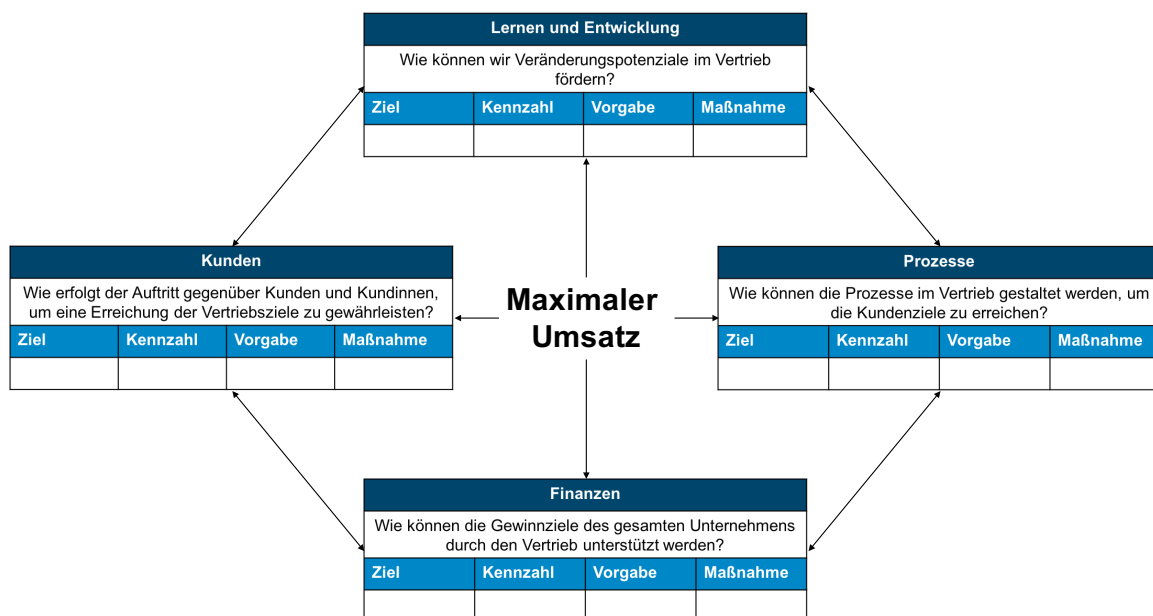 Lernen und Entwicklung
Wie können wir Veränderungspotenziale im Vertrieb
fördern?
Ziel Kennzahl Vorgabe Maßnahme
Kunden
Wie erfolgt der Auftritt gegenüber Kunden und Kundinnen,
um eine Erreichung der Vertriebsziele zu gewährleisten?
Ziel Kennzahl Vorgabe Maßnahme
Maximaler
Umsatz
Prozesse
Wie können die Prozesse im Vertrieb gestaltet werden, um
die Kundenziele zu erreichen?
Ziel Kennzahl Vorgabe Maßnahme
Finanzen
Wie können die Gewinnziele des gesamten Unternehmens
durch den Vertrieb unterstützt werden?
Ziel Kennzahl Vorgabe Maßnahme